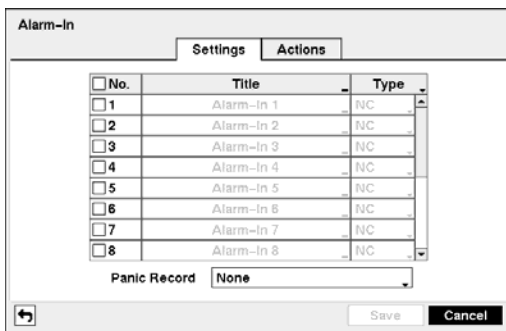 Alarm-In
Settings Actions
No. Title Type
1 Alarm-In 1 NC
2 Alarm-In 2 NC
3 Alarm-In 3 NC
4 Alarm-In 4 NC
5 Alarm-In 5 NC
6 Alarm-In 6 NC
7 Alarm-In 7 NC
8 Alarm-In 8 NC
Panic Record None
Save Cancel